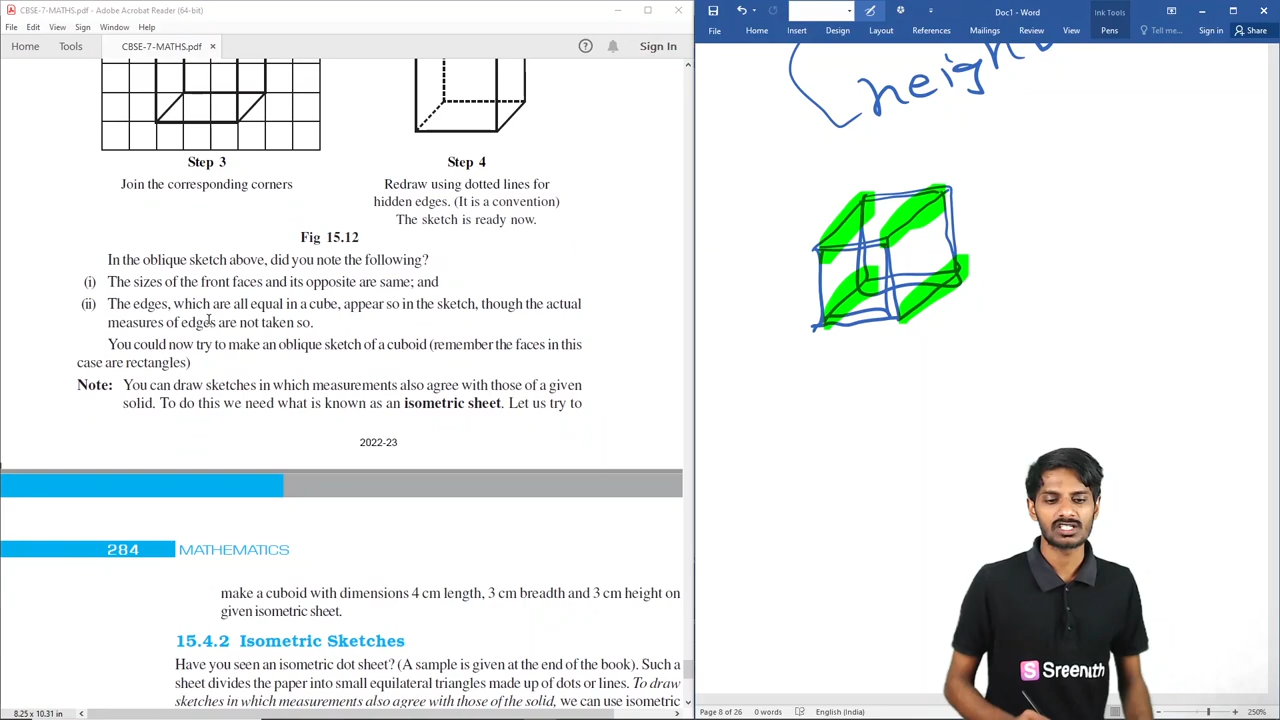 CBSE-7-MATHS.pdf - Adobe Acrobat Reader (64-bit)
File Edit View Sign Window Help
Home Tools CBSE-7-MATHS.pdf × Sign In
Step 3
Step 4
Join the corresponding corners
Redraw using dotted lines for
hidden edges. (It is a convention)
The sketch is ready now.
Fig 15.12
In the oblique sketch above, did you note the following?
(i) The sizes of the front faces and its opposite are same; and
(ii) The edges, which are all equal in a cube, appear so in the sketch, though the actual
measures of edges are not taken so.
You could now try to make an oblique sketch of a cuboid (remember the faces in this
case are rectangles)
Note: You can draw sketches in which measurements also agree with those of a given
solid. To do this we need what is known as an isometric sheet. Let us try to
2022-23
284 MATHEMATICS
make a cuboid with dimensions 4 cm length, 3 cm breadth and 3 cm height on
given isometric sheet.
15.4.2 Isometric Sketches
Have you seen an isometric dot sheet? (A sample is given at the end of the book). Such a
sheet divides the paper into small equilateral triangles made up of dots or lines. To draw
sketches in which measurements also agree with those of the solid, we can use isometric
8.25 x 10.31 in
Doc1 - Word
Ink Tools
Home Insert Design Layout References Mailings Review View Pens Tell me... Sign in Share
height
Sreenith
Page 8 of 26 0 words English (India) 250%